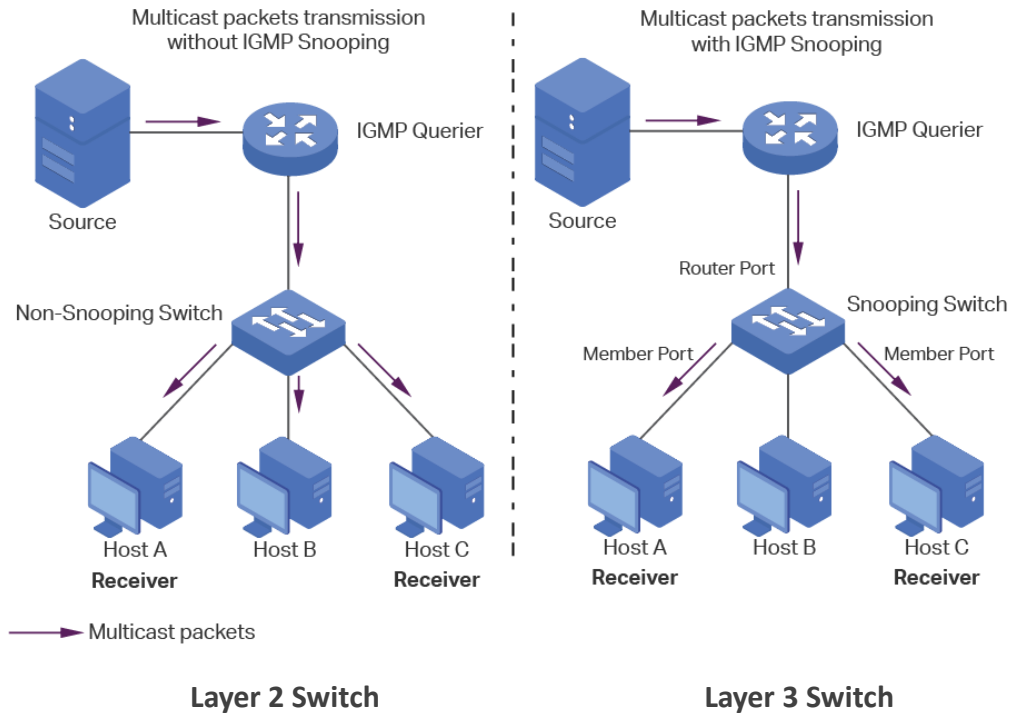 Multicast packets transmission
without IGMP Snooping
IGMP Querier
Source
Non-Snooping Switch
Host A
Receiver
Host B
Host C
Receiver
Multicast packets
Layer 2 Switch
Multicast packets transmission
with IGMP Snooping
IGMP Querier
Source
Router Port
Snooping Switch
Member Port
Member Port
Host A
Receiver
Host B
Host C
Receiver
Layer 3 Switch